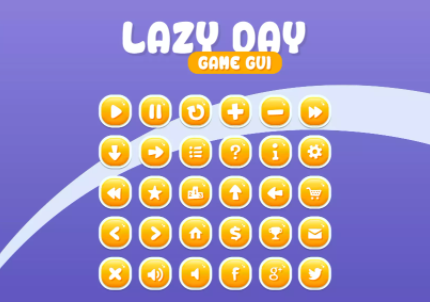 LAZY DAY
GAME GUI
? i
$
f g+